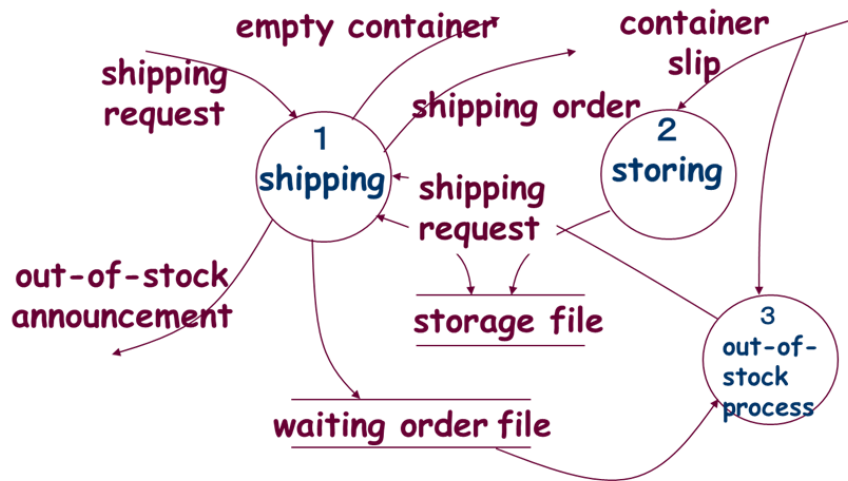 empty container
container
slip
shipping
request
shipping order
1
shipping
2
storing
shipping
request
out-of-stock
announcement
storage file
3
out-of-
stock
process
waiting order file